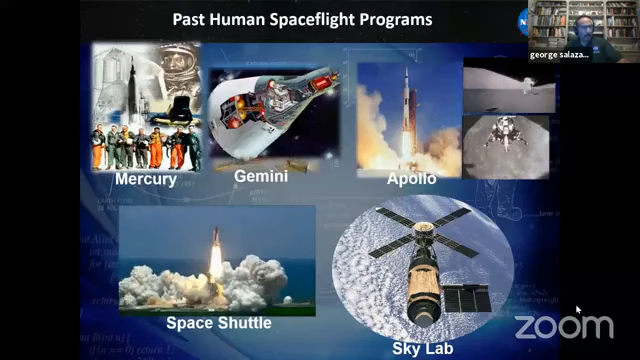 Past Human Spaceflight Programs
george salaza...
Mercury
Gemini
Apollo
Space Shuttle
Sky Lab
zoom